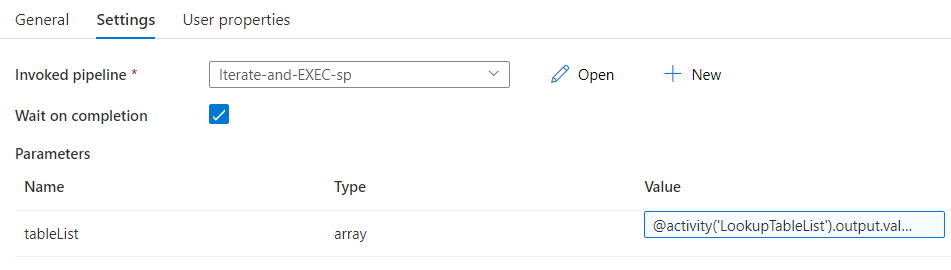 General Settings User properties
Invoked pipeline * Iterate-and-EXEC-sp Open New
Wait on completion
Parameters
Name Type Value
tableList array @activity('LookupTableList').output.val...